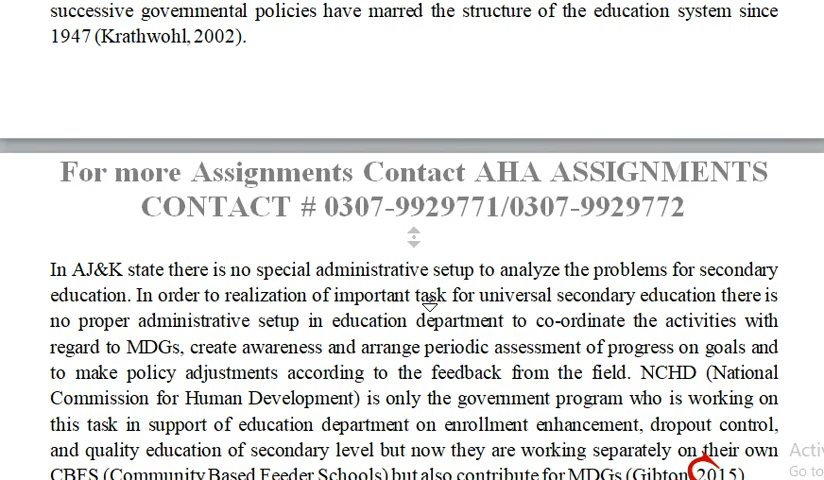 successive governmental policies have marred the structure of the education system since
1947 (Krathwohl, 2002).
For more Assignments Contact AHA ASSIGNMENTS
CONTACT # 0307-9929771/0307-9929772
In AJ&K state there is no special administrative setup to analyze the problems for secondary
education. In order to realization of important task for universal secondary education there is
no proper administrative setup in education department to co-ordinate the activities with
regard to MDGs, create awareness and arrange periodic assessment of progress on goals and
to make policy adjustments according to the feedback from the field. NCHD (National
Commission for Human Development) is only the government program who is working on
this task in support of education department on enrollment enhancement, dropout control,
and quality education of secondary level but now they are working separately on their own
CBFS (Community Based Feeder Schools) but also contribute for MDGs (Gibton, 2015).
Activ
Go to